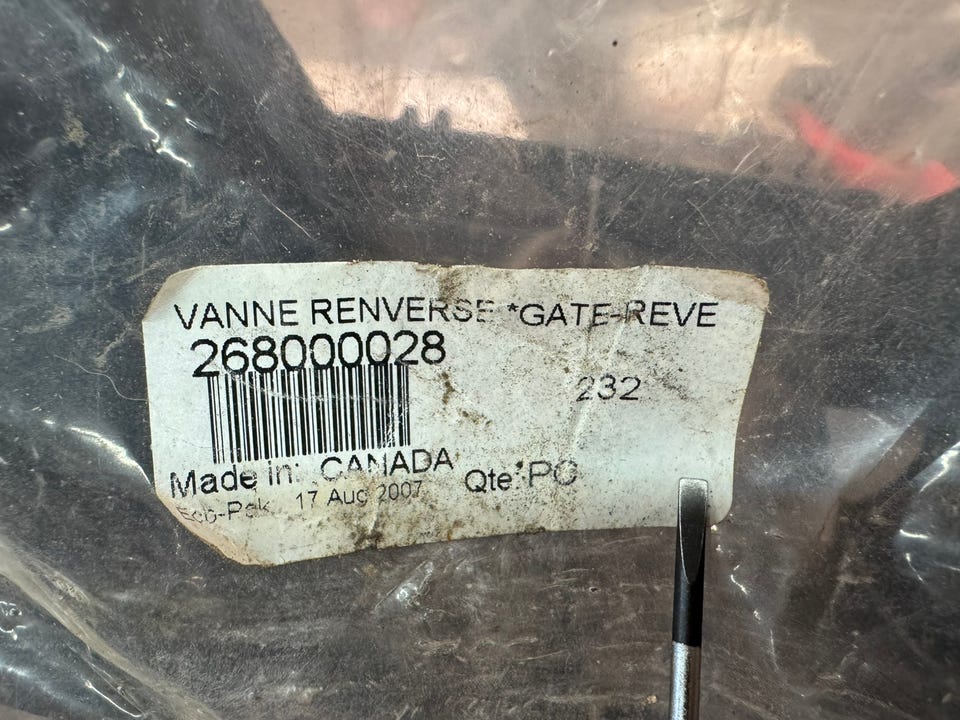 VANNE RENVERSE *GATE-REVE
268000028
232
Made in: CANADA Qte* PC
Eco-Pak 17 Aug 2007